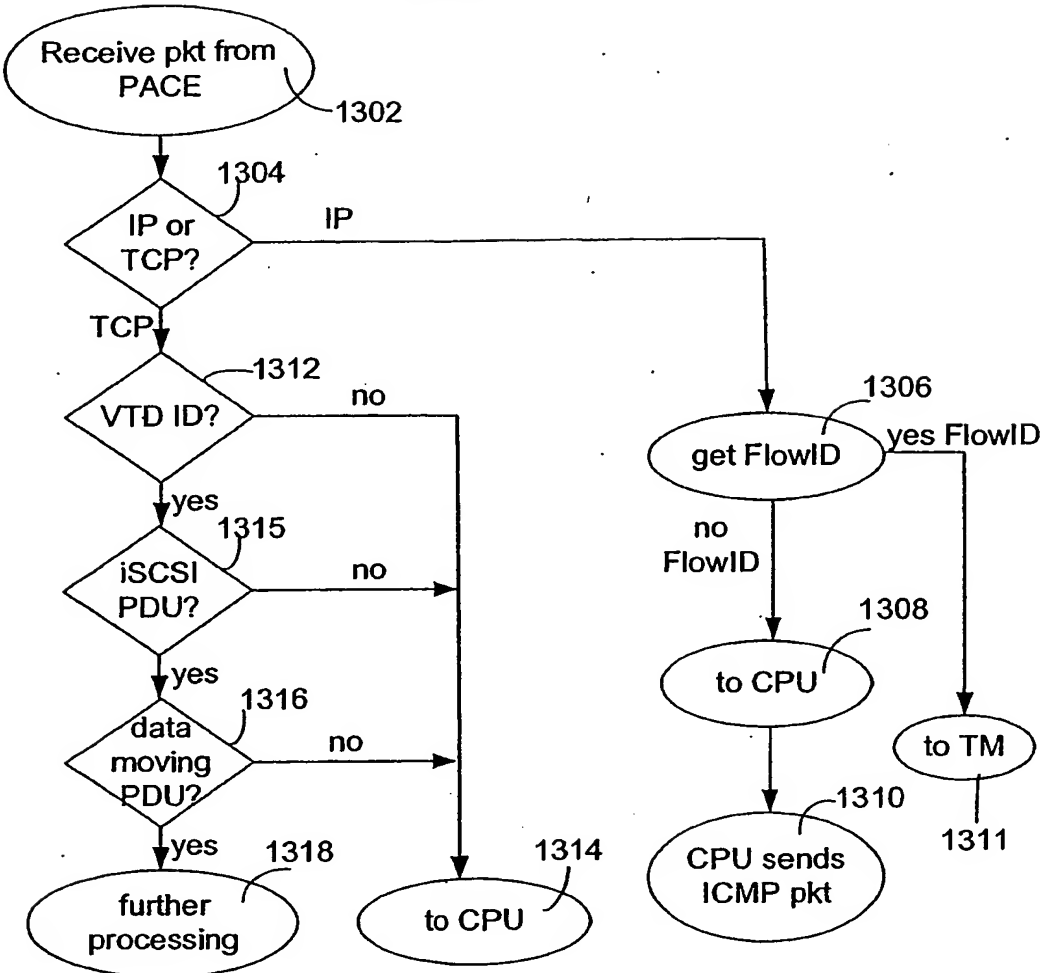 Receive pkt from
PACE
1302
1304
IP or
TCP?
IP
TCP
1312
VTD ID?
no
yes
1306
get FlowID
yes FlowID
1315
iSCSI
PDU?
no
yes
no
FlowID
1308
to CPU
1316
data
moving
PDU?
no
yes
to TM
1311
1310
CPU sends
ICMP pkt
1318
further
processing
1314
to CPU